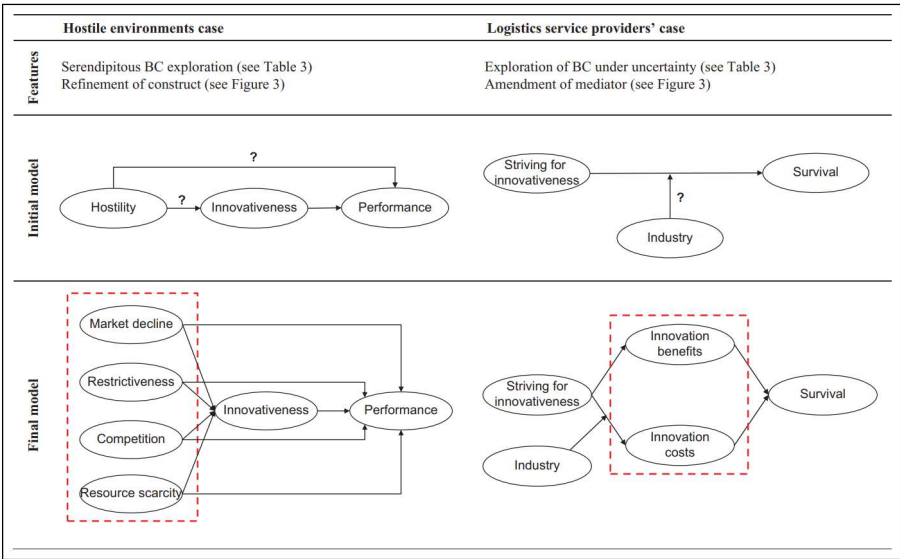 Hostile environments case
Logistics service providers' case
Features
Serendipitous BC exploration (see Table 3)
Refinement of construct (see Figure 3)
Exploration of BC under uncertainty (see Table 3)
Amendment of mediator (see Figure 3)
Initial model
?
Hostility
?
Innovativeness
Performance
Striving for
innovativeness
Survival
?
Industry
Final model
Market decline
Restrictiveness
Competition
Resource scarcity
Innovativeness
Performance
Innovation
benefits
Striving for
innovativeness
Survival
Industry
Innovation
costs